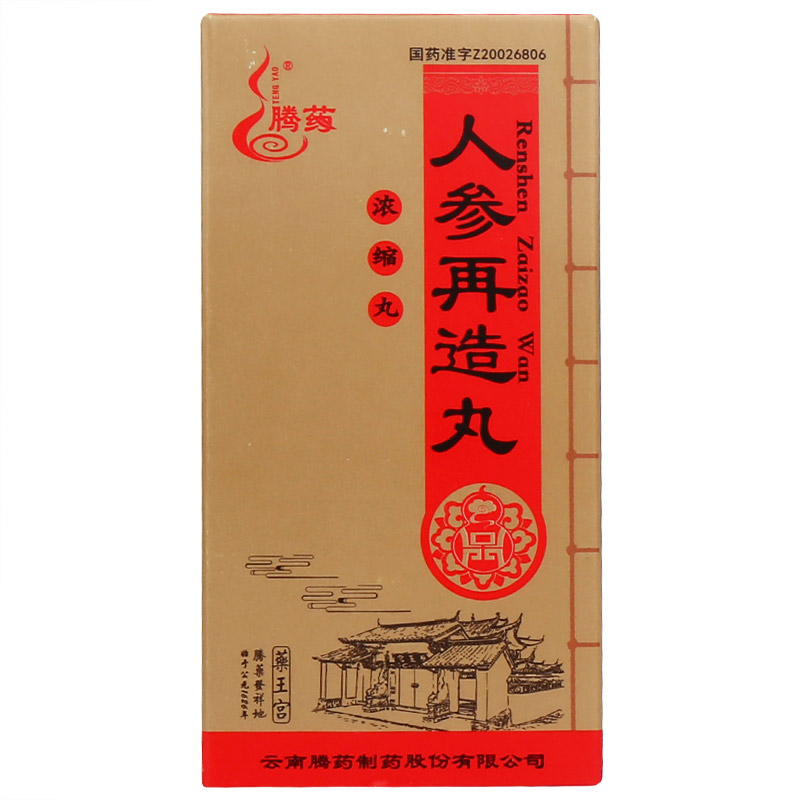 国药准字Z20026806
TENG YAO
®
腾药
人参再造丸
Renshen Zaizao Wan
浓缩丸
藥王宫
腾藥發祥地
云南腾药制药股份有限公司